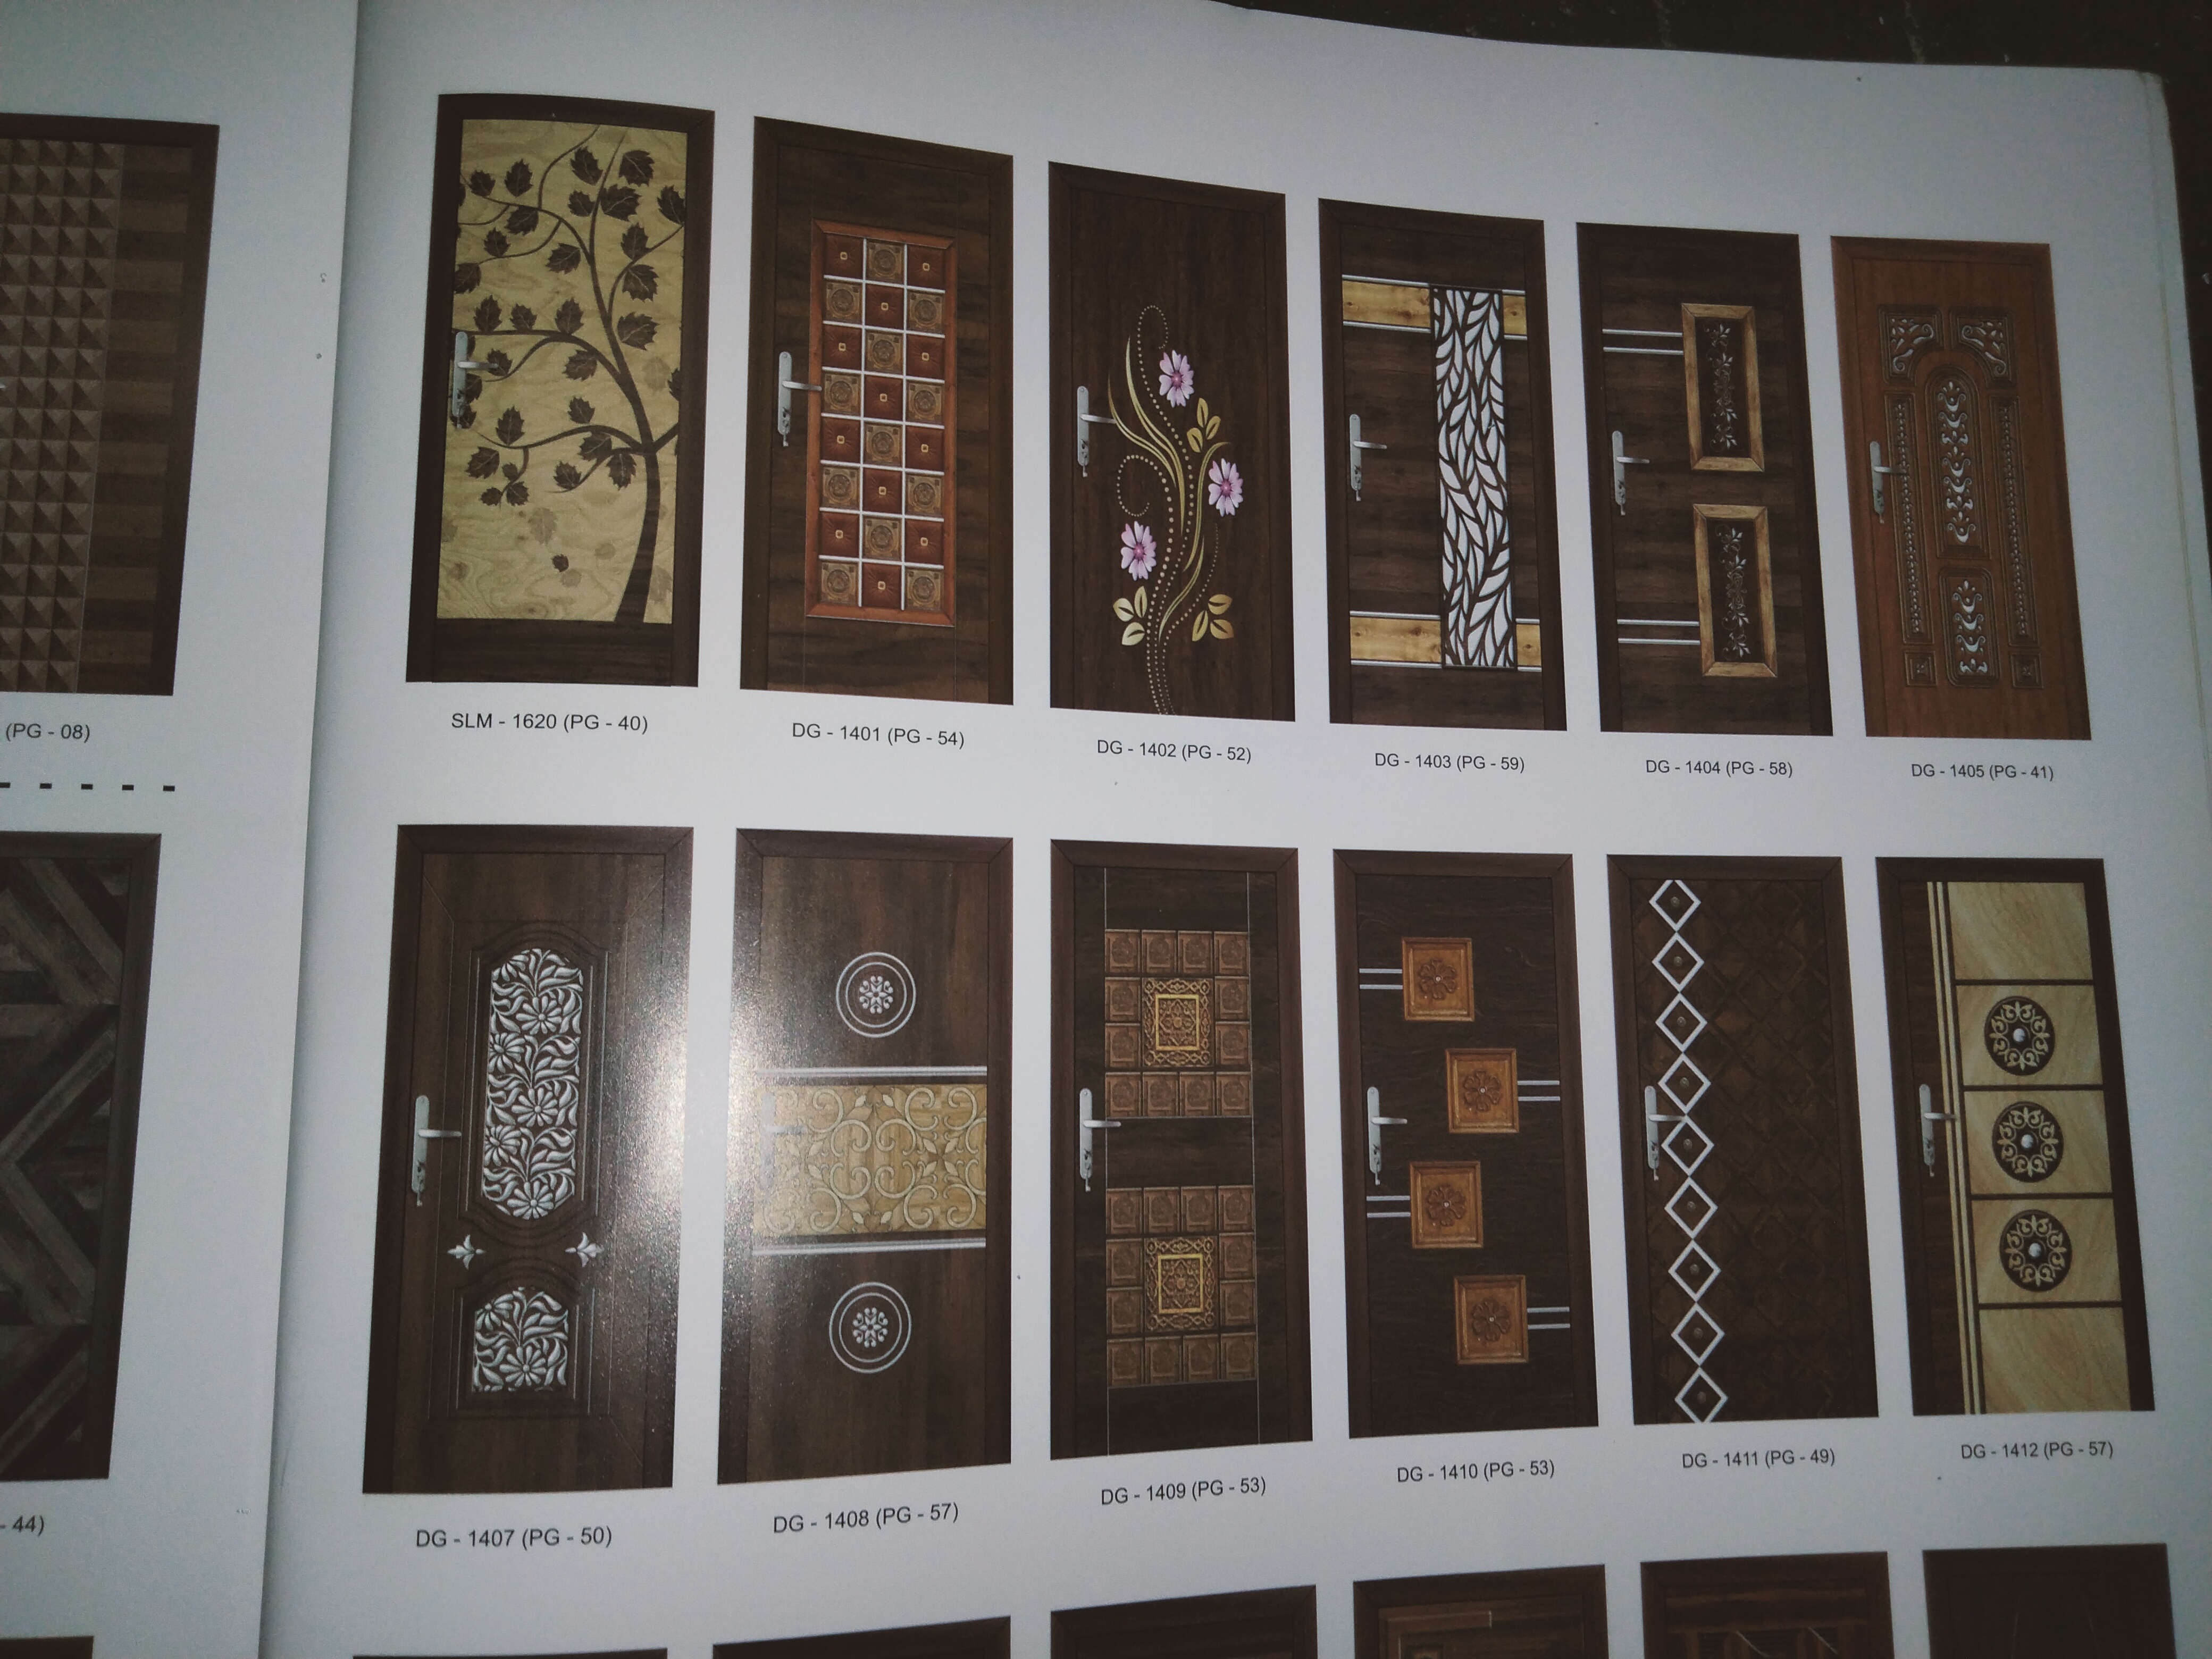 (PG - 08)
SLM - 1620 (PG - 40)
DG - 1401 (PG - 54)
DG - 1402 (PG - 52)
DG - 1403 (PG - 59)
DG - 1404 (PG - 58)
DG - 1405 (PG - 41)
- 44)
DG - 1407 (PG - 50)
DG - 1408 (PG - 57)
DG - 1409 (PG - 53)
DG - 1410 (PG - 53)
DG - 1411 (PG - 49)
DG - 1412 (PG - 57)